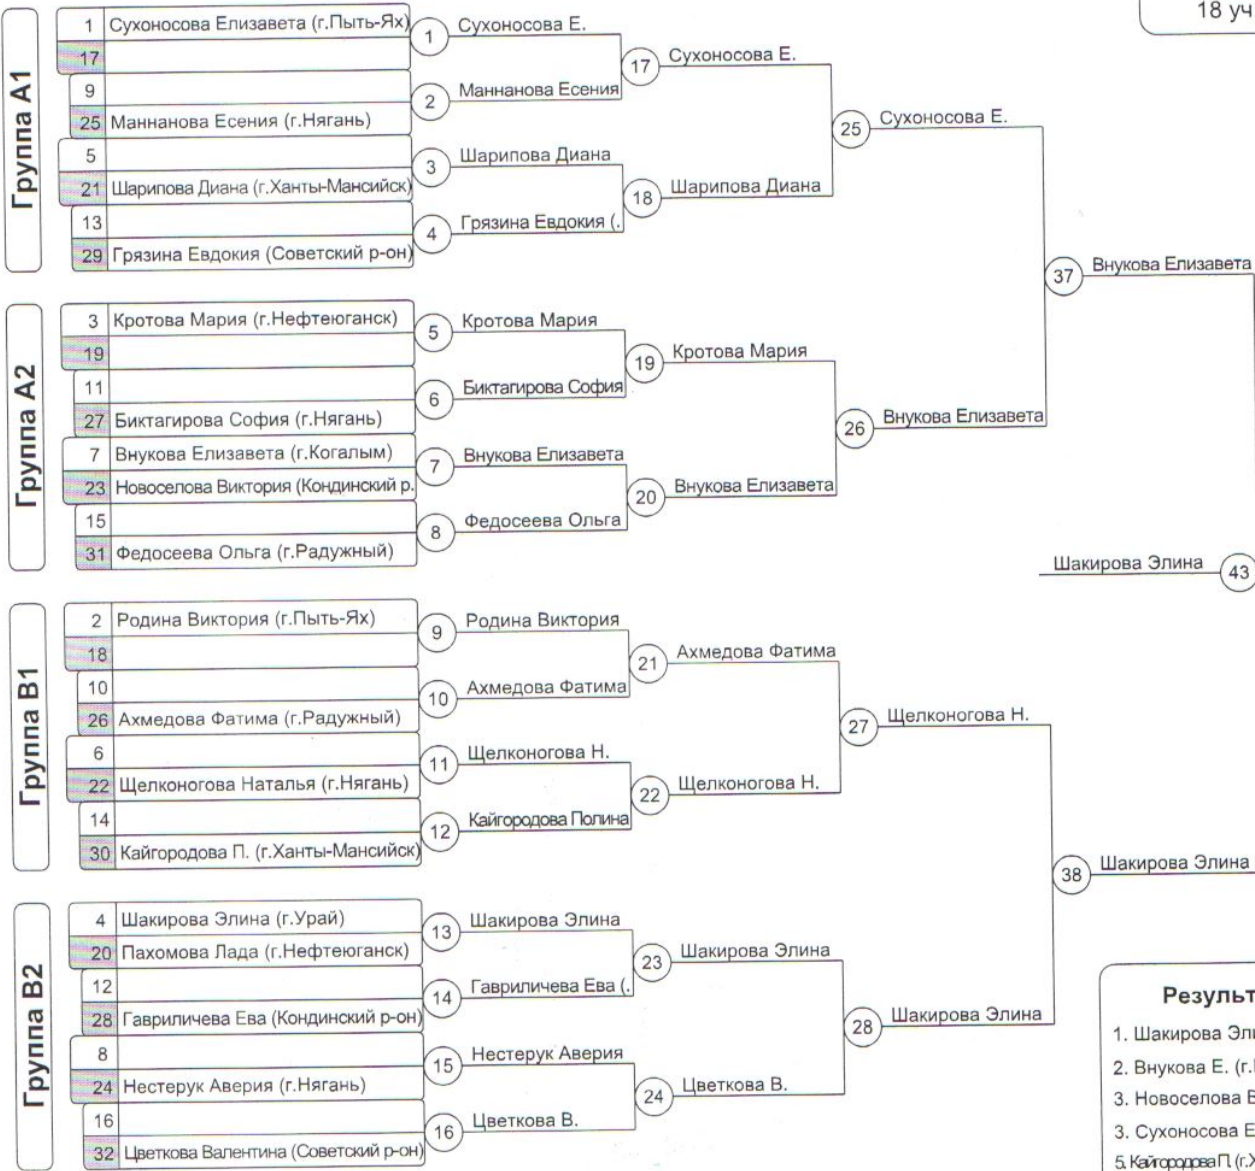 18 уч
Группа А1
1 Сухоносова Елизавета (г.Пыть-Ях)
17
9
25 Маннанова Есения (г.Нягань)
5
21 Шарипова Диана (г.Ханты-Мансийск)
13
29 Грязина Евдокия (Советский р-он)
1 Сухоносова Е.
2 Маннанова Есения
3 Шарипова Диана
4 Грязина Евдокия (.
17 Сухоносова Е.
18 Шарипова Диана
25 Сухоносова Е.
Группа А2
3 Кротова Мария (г.Нефтеюганск)
19
11
27 Биктагирова София (г.Нягань)
7 Внукова Елизавета (г.Когалым)
23 Новоселова Виктория (Кондинский р.
15
31 Федосеева Ольга (г.Радужный)
5 Кротова Мария
6 Биктагирова София
7 Внукова Елизавета
8 Федосеева Ольга
19 Кротова Мария
20 Внукова Елизавета
26 Внукова Елизавета
37 Внукова Елизавета
Шакирова Элина 43
Группа В1
2 Родина Виктория (г.Пыть-Ях)
18
10
26 Ахмедова Фатима (г.Радужный)
6
22 Щелконогова Наталья (г.Нягань)
14
30 Кайгородова П. (г.Ханты-Мансийск)
9 Родина Виктория
10 Ахмедова Фатима
11 Щелконогова Н.
12 Кайгородова Полина
21 Ахмедова Фатима
22 Щелконогова Н.
27 Щелконогова Н.
Группа В2
4 Шакирова Элина (г.Урай)
20 Пахомова Лада (г.Нефтеюганск)
12
28 Гавриличева Ева (Кондинский р-он)
8
24 Нестерук Аверия (г.Нягань)
16
32 Цветкова Валентина (Советский р-он)
13 Шакирова Элина
14 Гавриличева Ева (.
15 Нестерук Аверия
16 Цветкова В.
23 Шакирова Элина
24 Цветкова В.
28 Шакирова Элина
38 Шакирова Элина
Результ
1. Шакирова Эли
2. Внукова Е. (г.
3. Новоселова В
3. Сухоносова Е
5. Кайгородова П. (г.Х